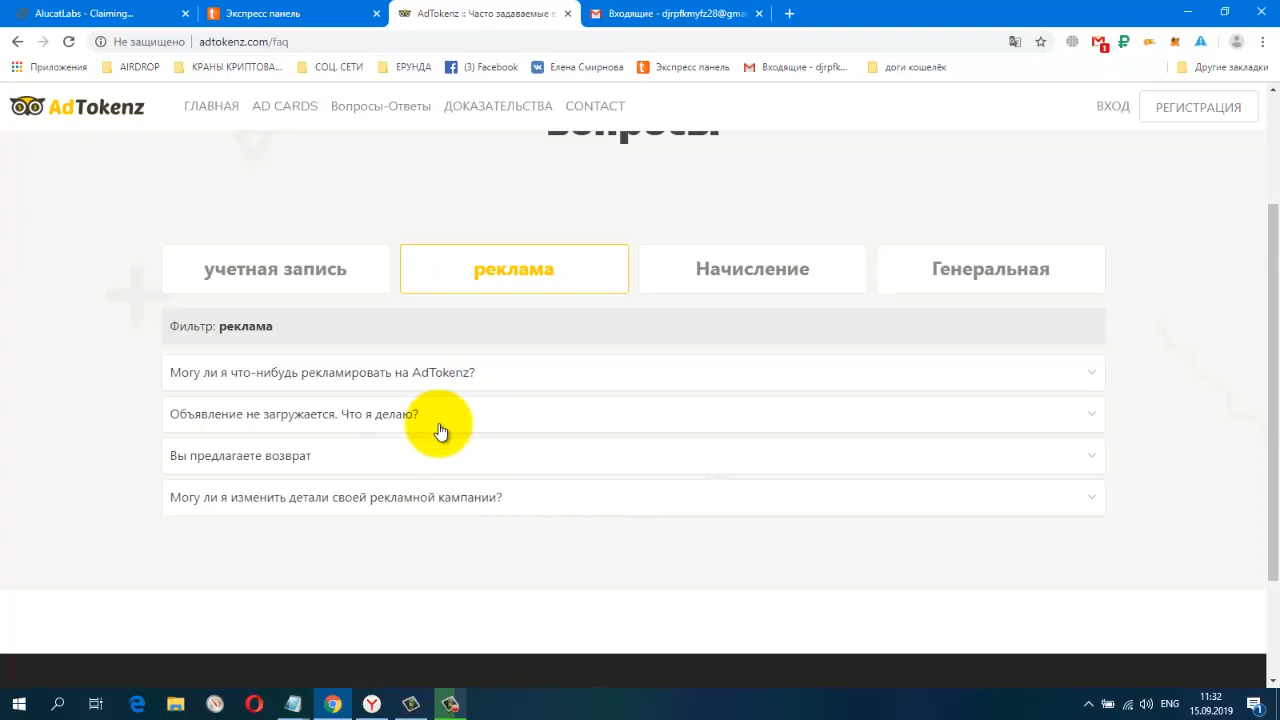 AlucatLabs - Claiming...
Экспресс панель
AdTokenz :: Часто задаваемые в
Входящие - djrpfkmyfz28@gma
Не защищено | adtokenz.com/faq
Приложения
AIRDROP
КРАНЫ КРИПТОВА...
СОЦ. СЕТИ
ЕРУНДА
(3) Facebook
Елена Смирнова
Экспресс панель
Входящие - djrpfk...
доги кошелёк
Другие закладки
AdTokenz
ГЛАВНАЯ
AD CARDS
Вопросы-Ответы
ДОКАЗАТЕЛЬСТВА
CONTACT
ВХОД
РЕГИСТРАЦИЯ
вопросы
учетная запись
реклама
Начисление
Генеральная
Фильтр: реклама
Могу ли я что-нибудь рекламировать на AdTokenz?
Объявление не загружается. Что я делаю?
Вы предлагаете возврат
Могу ли я изменить детали своей рекламной кампании?
ENG
11:32
15.09.2019